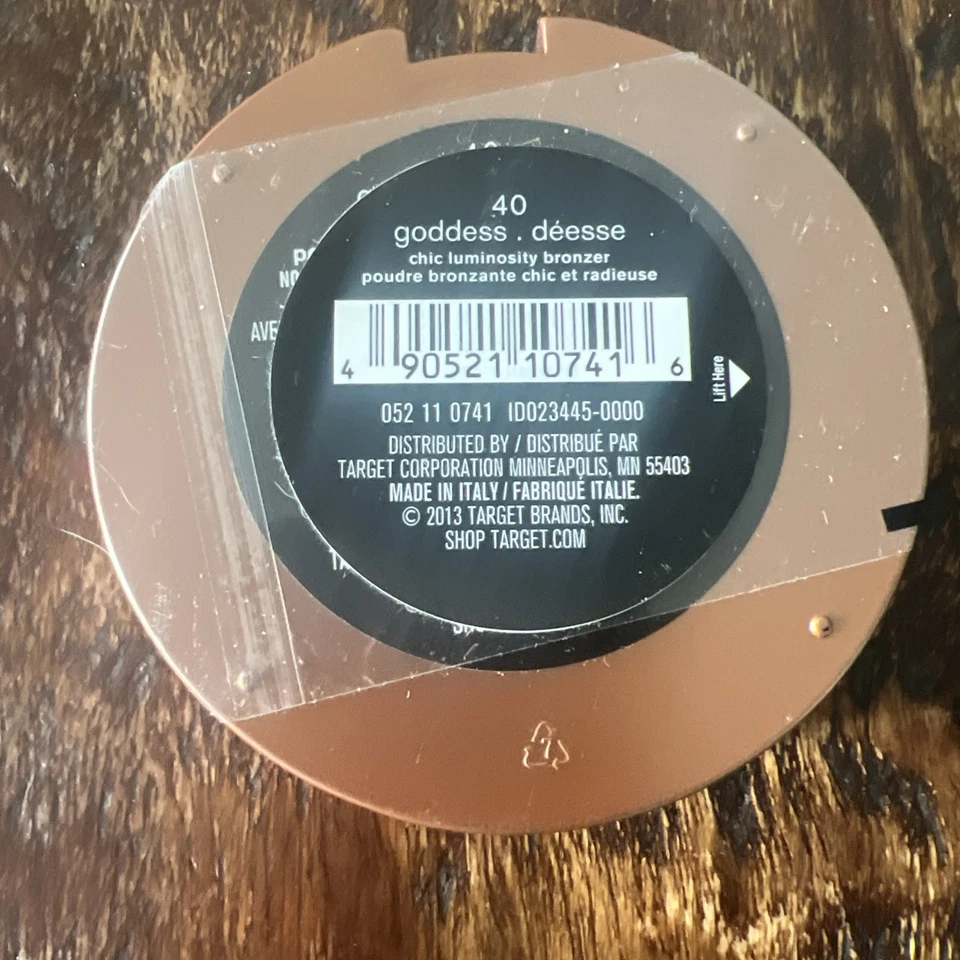 40
goddess . déesse
chic luminosity bronzer
poudre bronzante chic et radieuse
4 90521 10741 6
Lift Here
052 11 0741 ID023445-0000
DISTRIBUTED BY / DISTRIBUÉ PAR
TARGET CORPORATION MINNEAPOLIS, MN 55403
MADE IN ITALY / FABRIQUÉ ITALIE.
© 2013 TARGET BRANDS, INC.
SHOP TARGET.COM
7